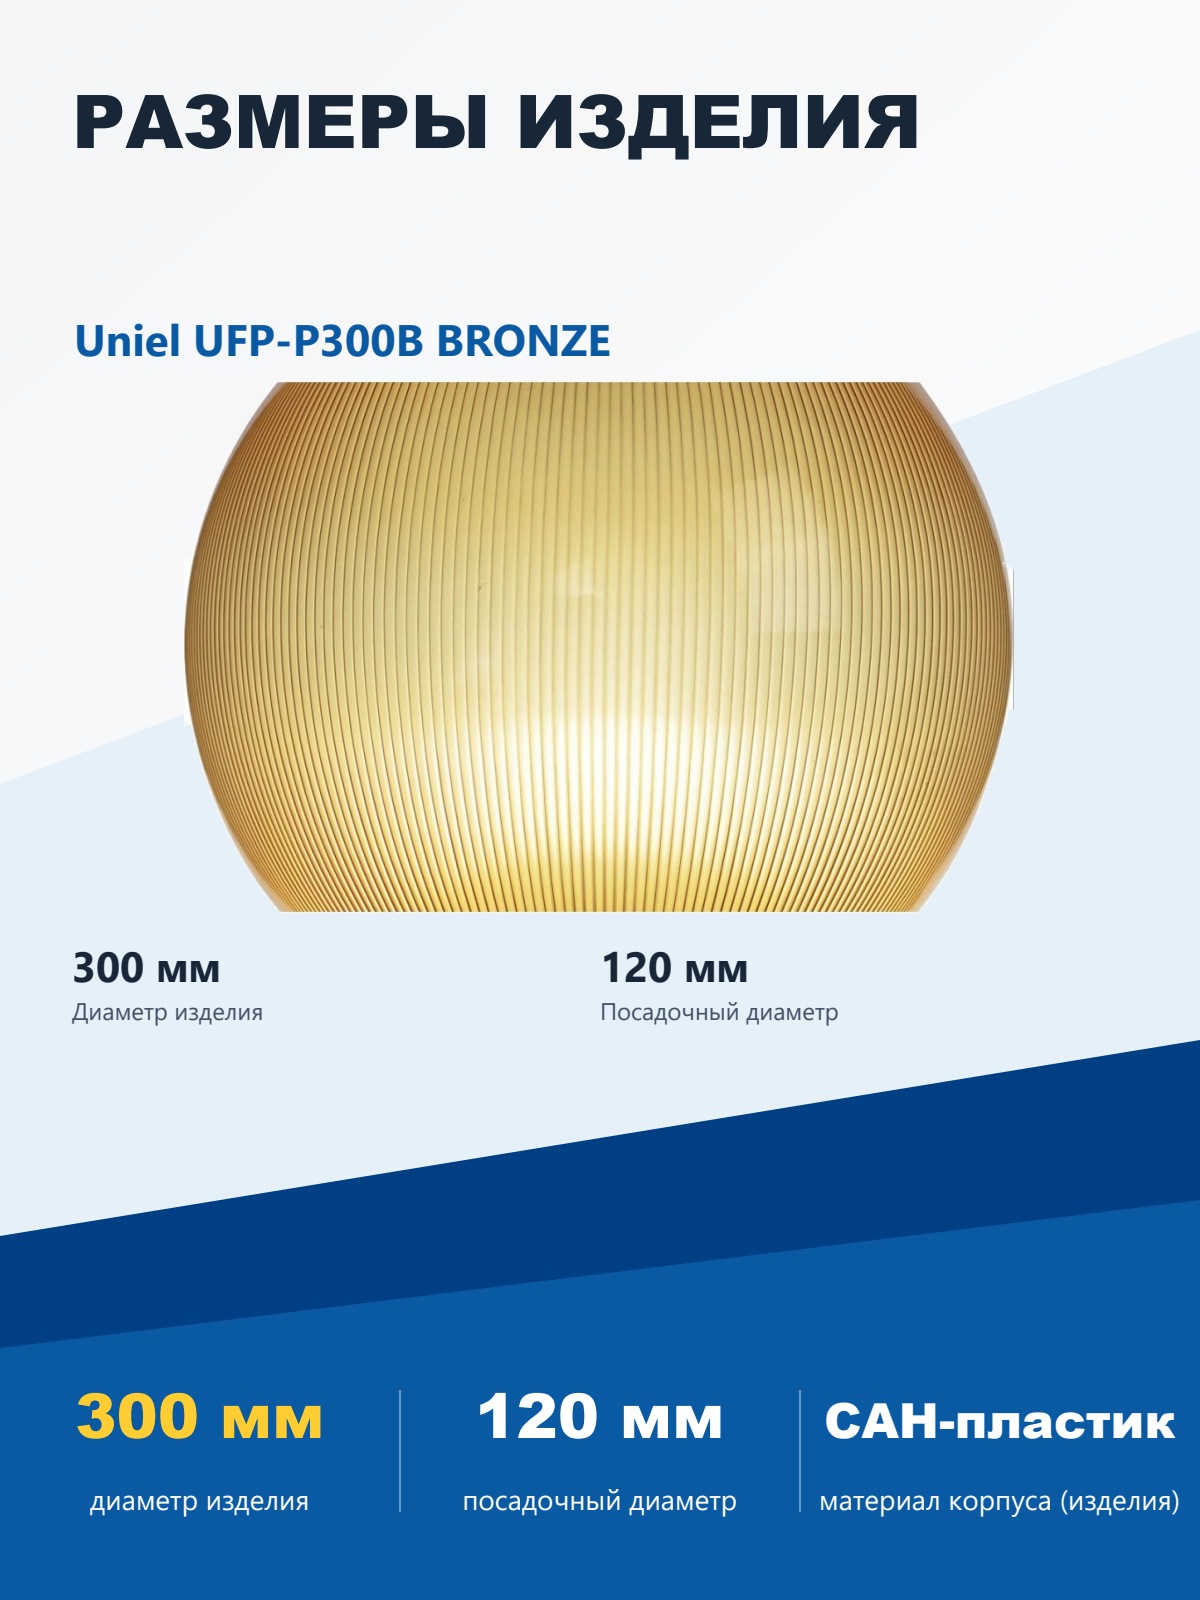 РАЗМЕРЫ ИЗДЕЛИЯ
Uniel UFP-P300B BRONZE
300 мм
Диаметр изделия
120 мм
Посадочный диаметр
300 мм
диаметр изделия
120 мм
посадочный диаметр
САН-пластик
материал корпуса (изделия)